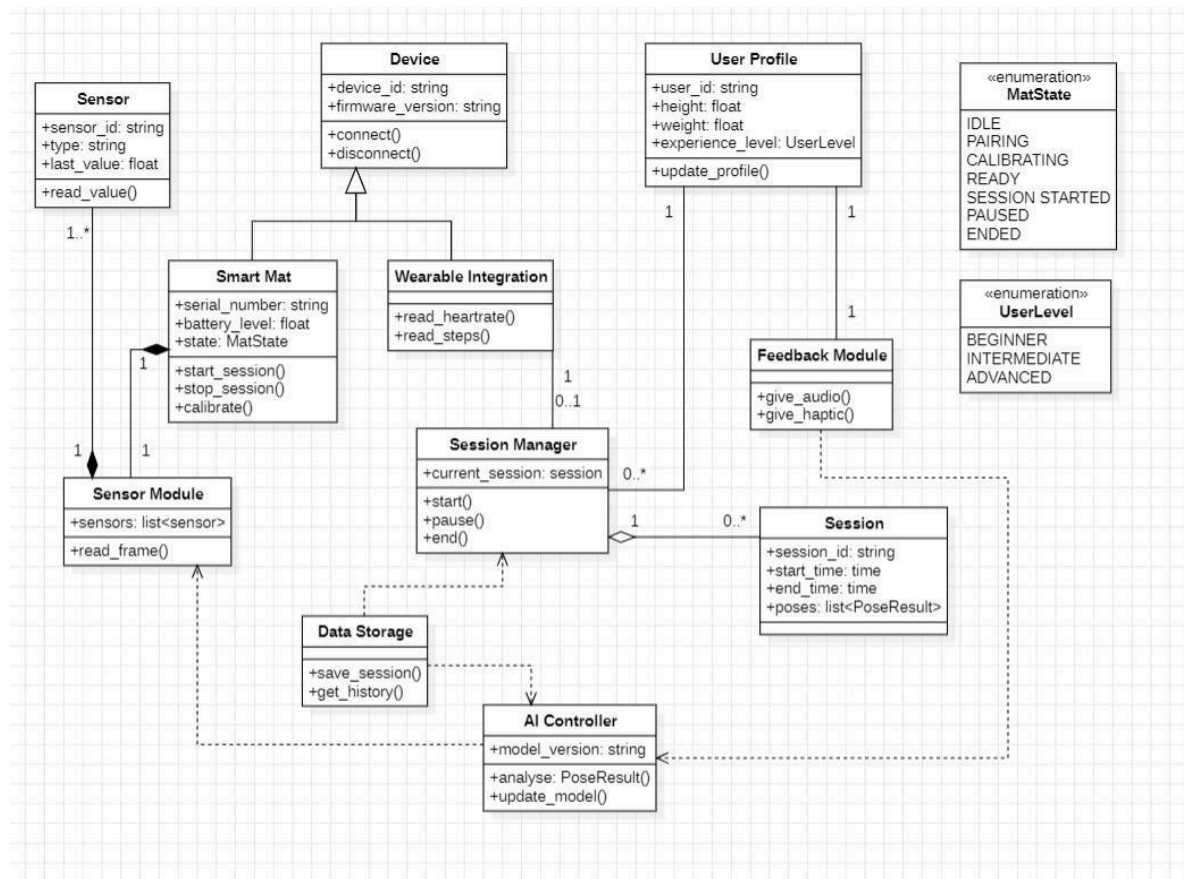 Device
+device_id: string
+firmware_version: string
+connect()
+disconnect()
User Profile
+user_id: string
+height: float
+weight: float
+experience_level: UserLevel
+update_profile()
«enumeration»
MatState
IDLE
PAIRING
CALIBRATING
READY
SESSION STARTED
PAUSED
ENDED
Sensor
+sensor_id: string
+type: string
+last_value: float
+read_value()
1..*
1
1
Smart Mat
+serial_number: string
+battery_level: float
+state: MatState
+start_session()
+stop_session()
+calibrate()
Wearable Integration
+read_heartrate()
+read_steps()
«enumeration»
UserLevel
BEGINNER
INTERMEDIATE
ADVANCED
1
Feedback Module
+give_audio()
+give_haptic()
1
1
0..1
1
1
Session Manager
+current_session: session
+start()
+pause()
+end()
0..*
1
0..*
Sensor Module
+sensors: list<sensor>
+read_frame()
Session
+session_id: string
+start_time: time
+end_time: time
+poses: list<PoseResult>
Data Storage
+save_session()
+get_history()
AI Controller
+model_version: string
+analyse: PoseResult()
+update_model()